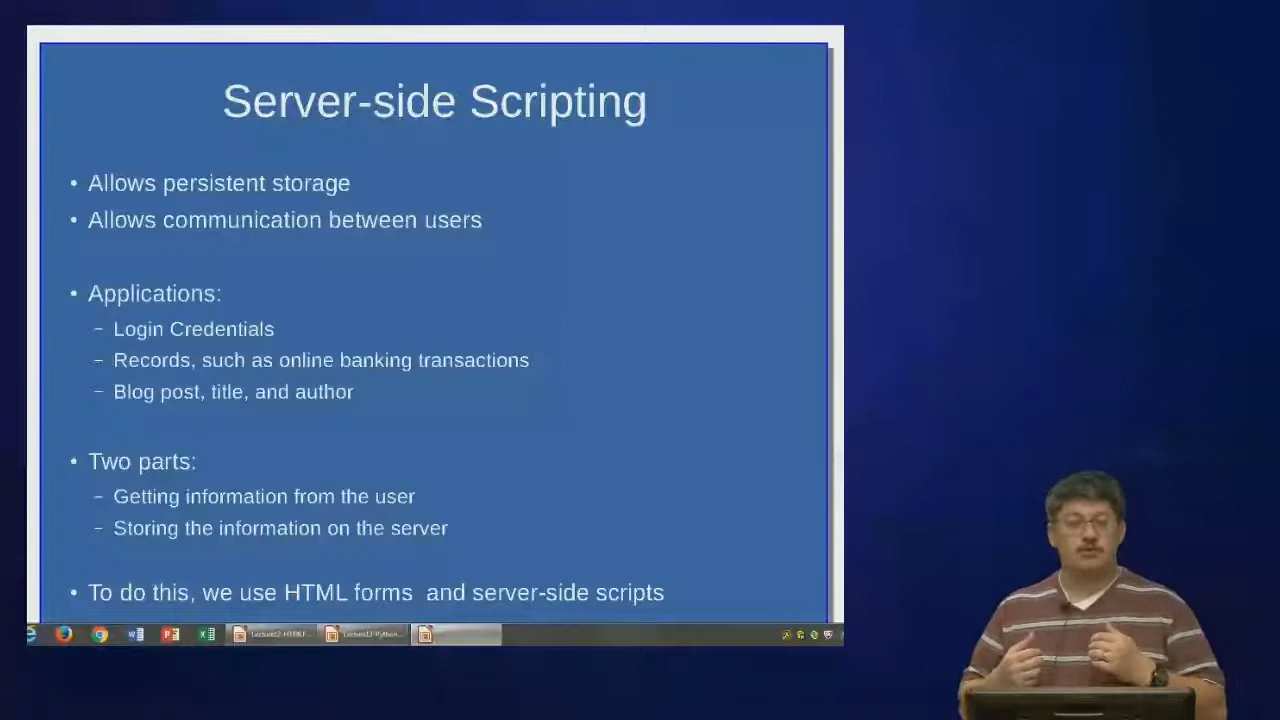 Server-side Scripting
• Allows persistent storage
• Allows communication between users
• Applications:
– Login Credentials
– Records, such as online banking transactions
– Blog post, title, and author
• Two parts:
– Getting information from the user
– Storing the information on the server
• To do this, we use HTML forms and server-side scripts